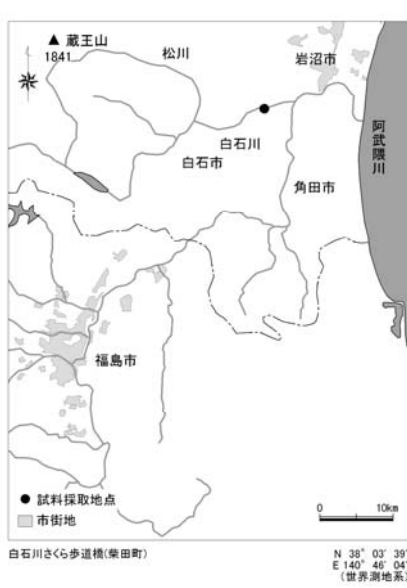 ▲ 蔵王山
1841
松川
岩沼市
白石川
白石市
角田市
阿武隈川
福島市
● 試料採取地点
市街地
0 10km
白石川さくら歩道橋(柴田町)
N 38° 03′ 39″
E 140° 46′ 04″
(世界測地系)